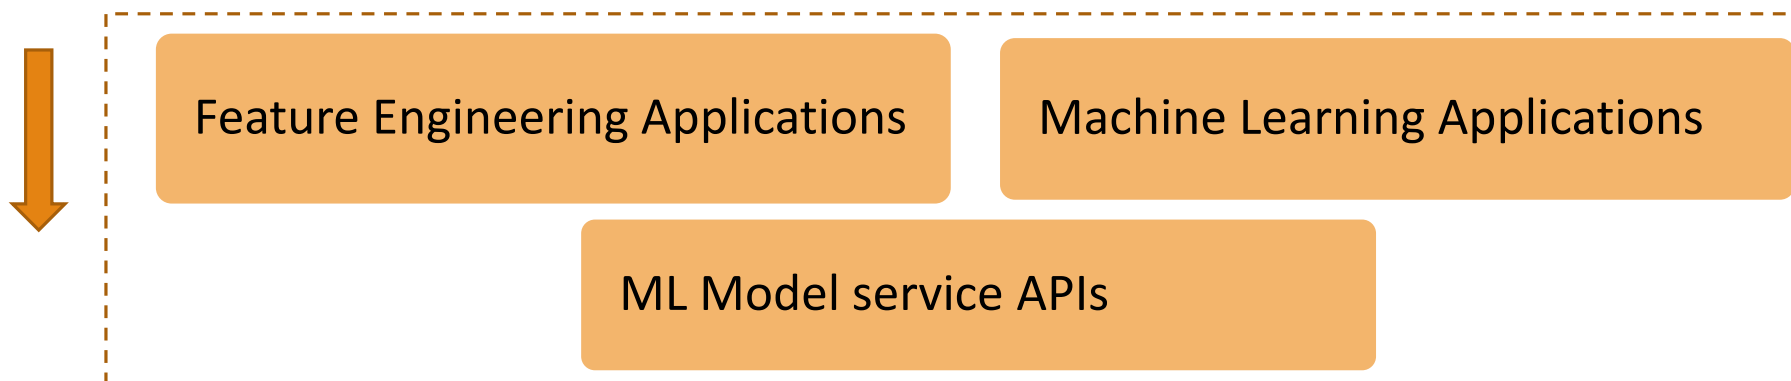 Feature Engineering Applications
Machine Learning Applications
ML Model service APIs